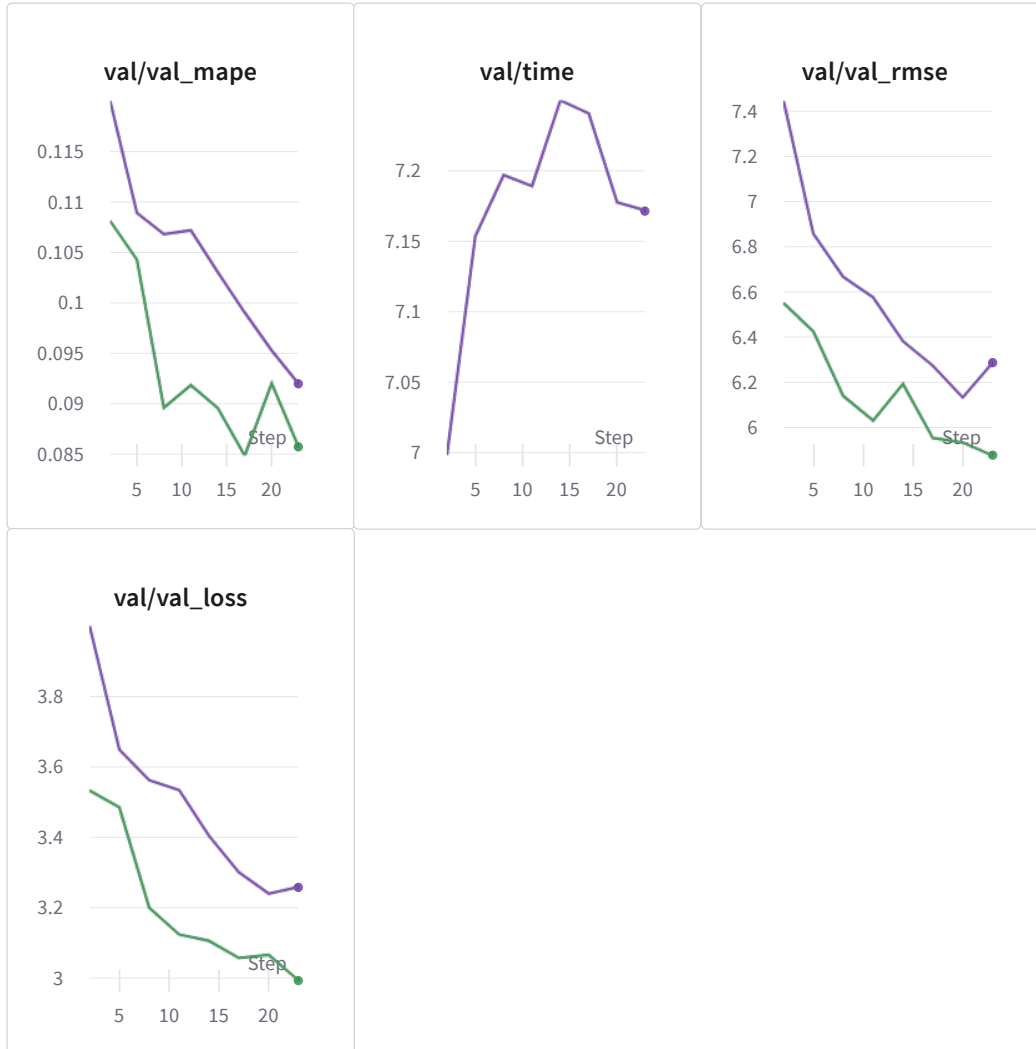 val/val_mape
0.115
0.11
0.105
0.1
0.095
0.09
0.085
Step
5 10 15 20
val/time
7.2
7.15
7.1
7.05
7
Step
5 10 15 20
val/val_rmse
7.4
7.2
7
6.8
6.6
6.4
6.2
6
Step
5 10 15 20
val/val_loss
3.8
3.6
3.4
3.2
3
Step
5 10 15 20